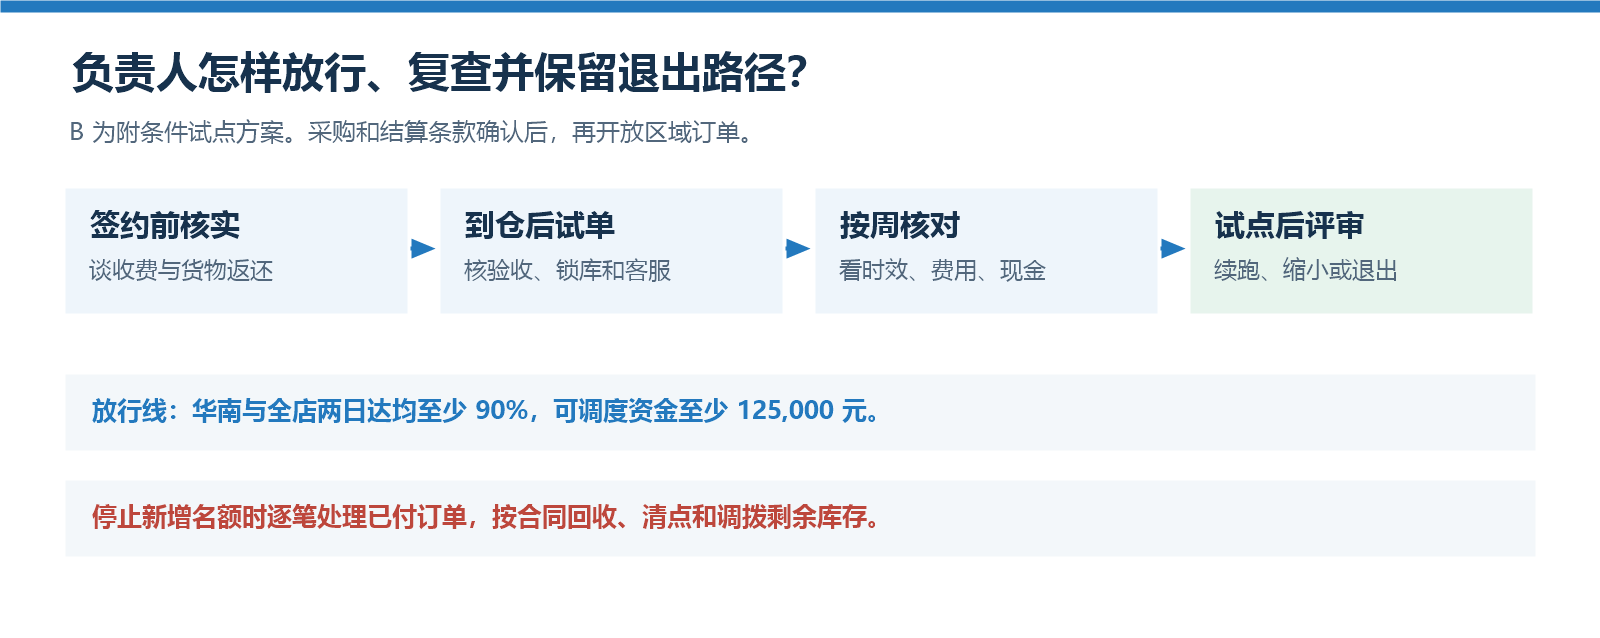 负责人怎样放行、复查并保留退出路径？
B 为附条件试点方案。采购和结算条款确认后，再开放区域订单。
签约前核实
谈收费与货物返还
到仓后试单
核验收、锁库和客服
按周核对
看时效、费用、现金
试点后评审
续跑、缩小或退出
放行线：华南与全店两日达均至少 90%，可调度资金至少 125,000 元。
停止新增名额时逐笔处理已付订单，按合同回收、清点和调拨剩余库存。